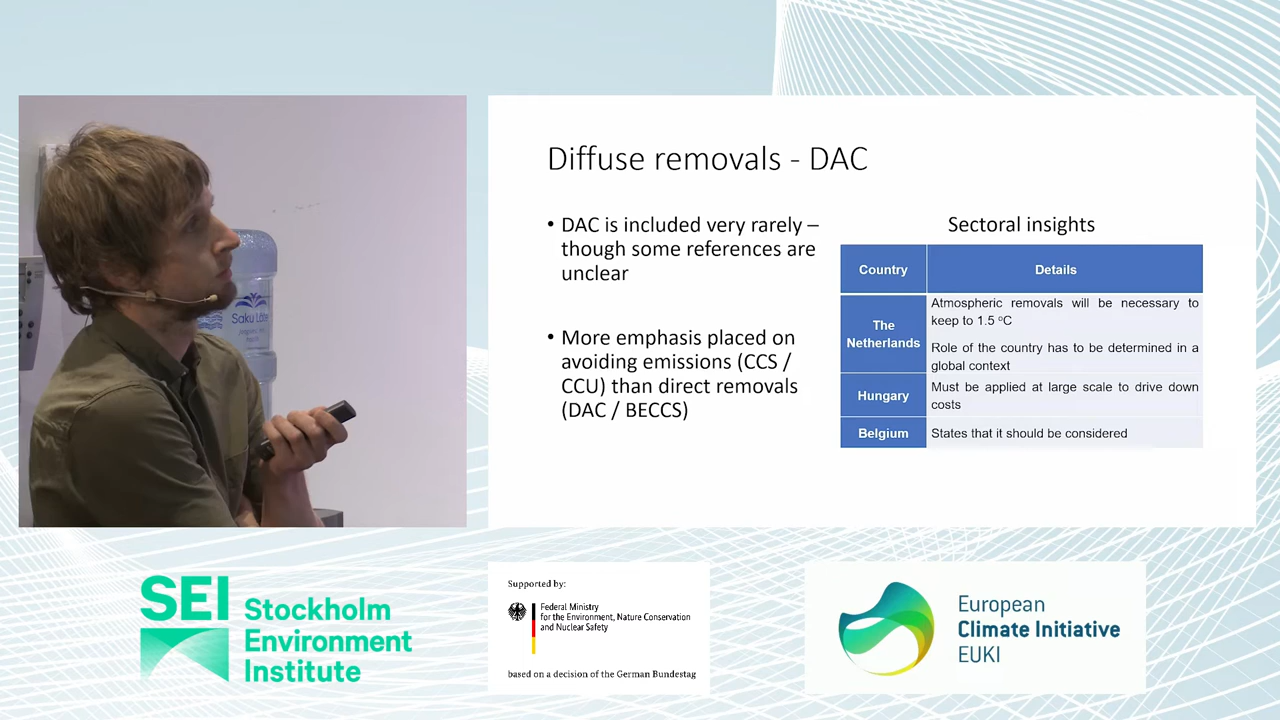 Diffuse removals - DAC
• DAC is included very rarely –
though some references are
unclear
• More emphasis placed on
avoiding emissions (CCS /
CCU) than direct removals
(DAC / BECCS)
Sectoral insights
Country Details
The
Netherlands
Atmospheric removals will be necessary to
keep to 1.5 ºC
Role of the country has to be determined in a
global context
Hungary
Must be applied at large scale to drive down
costs
Belgium States that it should be considered
Saku Läte
SEI Stockholm
Environment
Institute
Supported by:
Federal Ministry
for the Environment, Nature Conservation
and Nuclear Safety
based on a decision of the German Bundestag
European
Climate Initiative
EUKI